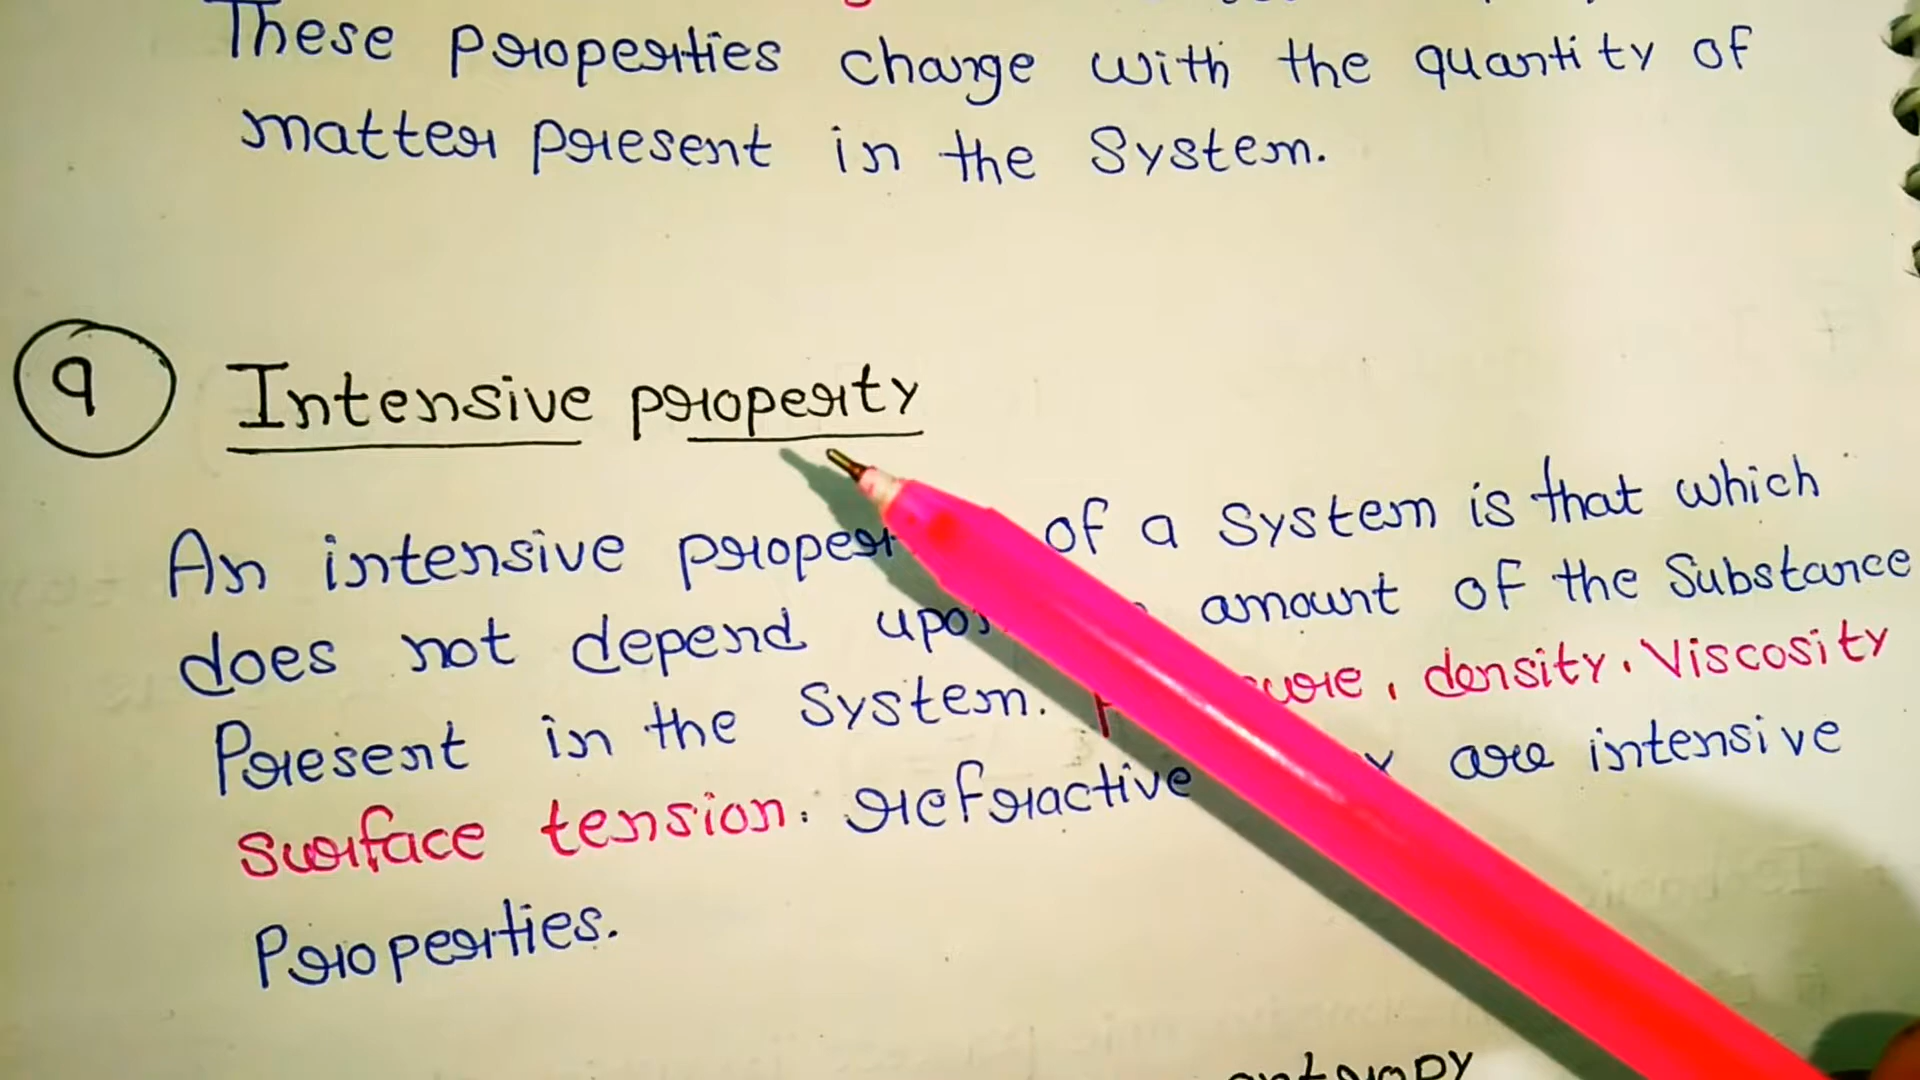 These properties change with the quantity of
matter present in the System.
9 Intensive property
An intensive of a System is that which
does not depend amount of the Substance
Present in the System. density. Viscosity
surface tension. refractive are intensive
Properties.